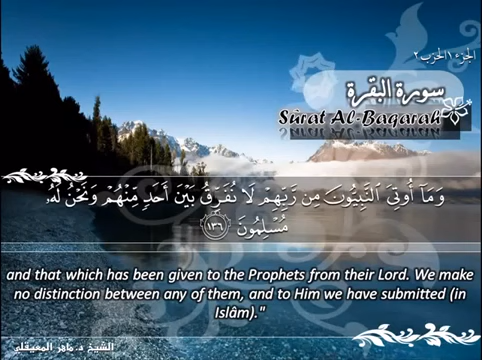 الجزء ١ الحزب ٢
سورة البقرة
Sûrat Al-Baqarah
وَمَآ أُوتِىَ ٱلنَّبِيُّونَ مِن رَّبِّهِمْ لَا نُفَرِّقُ بَيْنَ أَحَدٍ مِّنْهُمْ وَنَحْنُ لَهُۥ
مُسْلِمُونَ ١٣٦
and that which has been given to the Prophets from their Lord. We make
no distinction between any of them, and to Him we have submitted (in
Islâm)."
الشيخ د. ماهر المعيقلي